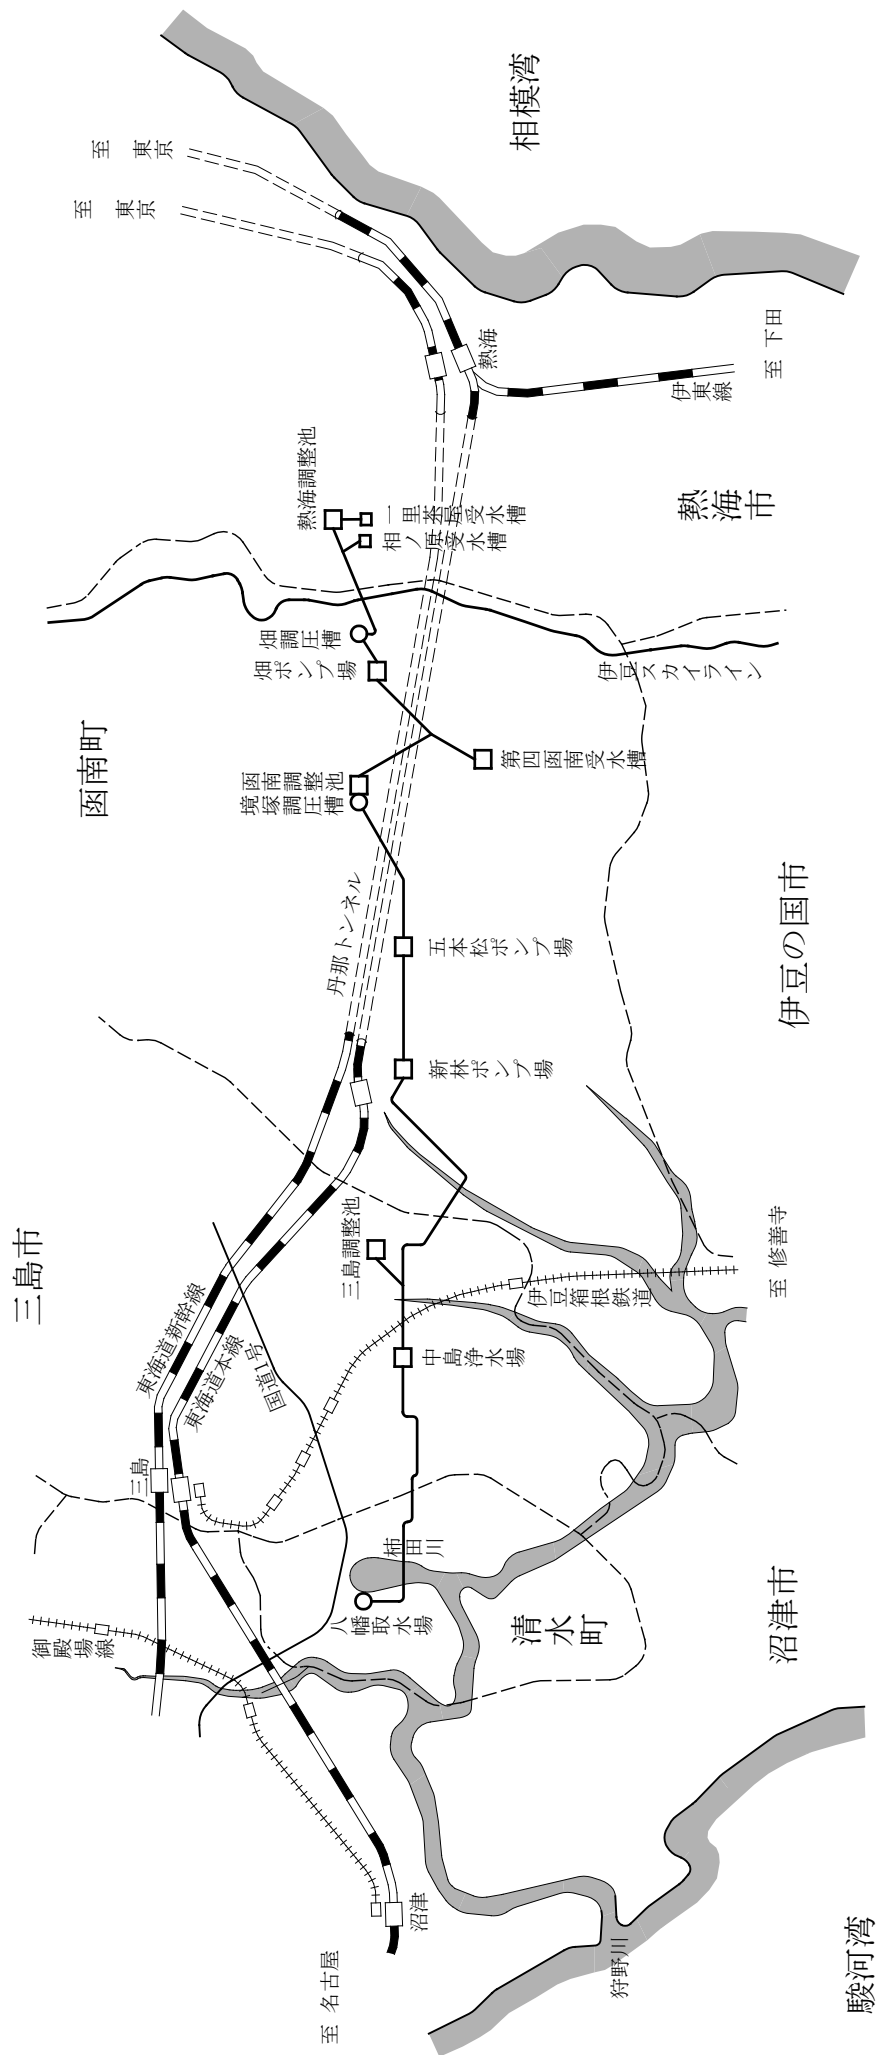 相模湾
至 東京
至 東京
熱海
至 下田
伊東線
熱海市
熱海調整池
一里茶屋受水槽
相ノ原受水槽
畑調圧槽
畑ポンプ場
伊豆スカイライン
函南町
第四函南受水槽
函南調整池
境塚調圧槽
伊豆の国市
丹那トンネル
五本松ポンプ場
新林ポンプ場
三島市
三島調整池
至 修善寺
伊豆箱根鉄道
東海道新幹線
東海道本線
国道1号
中島浄水場
三島
柿田川
八幡取水場
清水町
沼津市
御殿場線
沼津
至 名古屋
狩野川
駿河湾